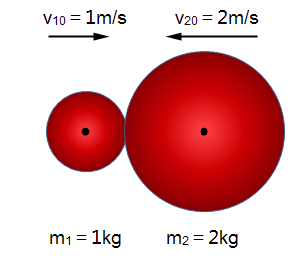 v₁₀ = 1m/s
v₂₀ = 2m/s
m₁ = 1kg
m₂ = 2kg